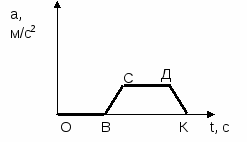 а,
м/с²
С Д
О В К t, с